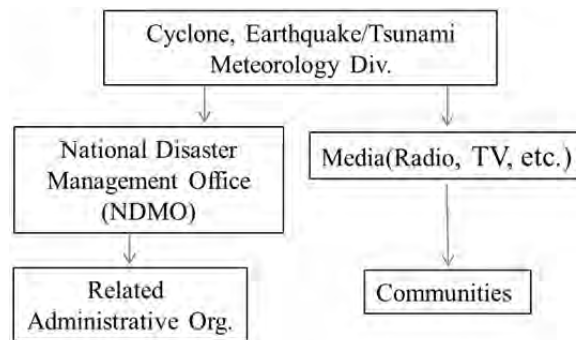 Cyclone, Earthquake/Tsunami
Meteorology Div.
National Disaster
Management Office
(NDMO)
Media(Radio, TV, etc.)
Related
Administrative Org.
Communities